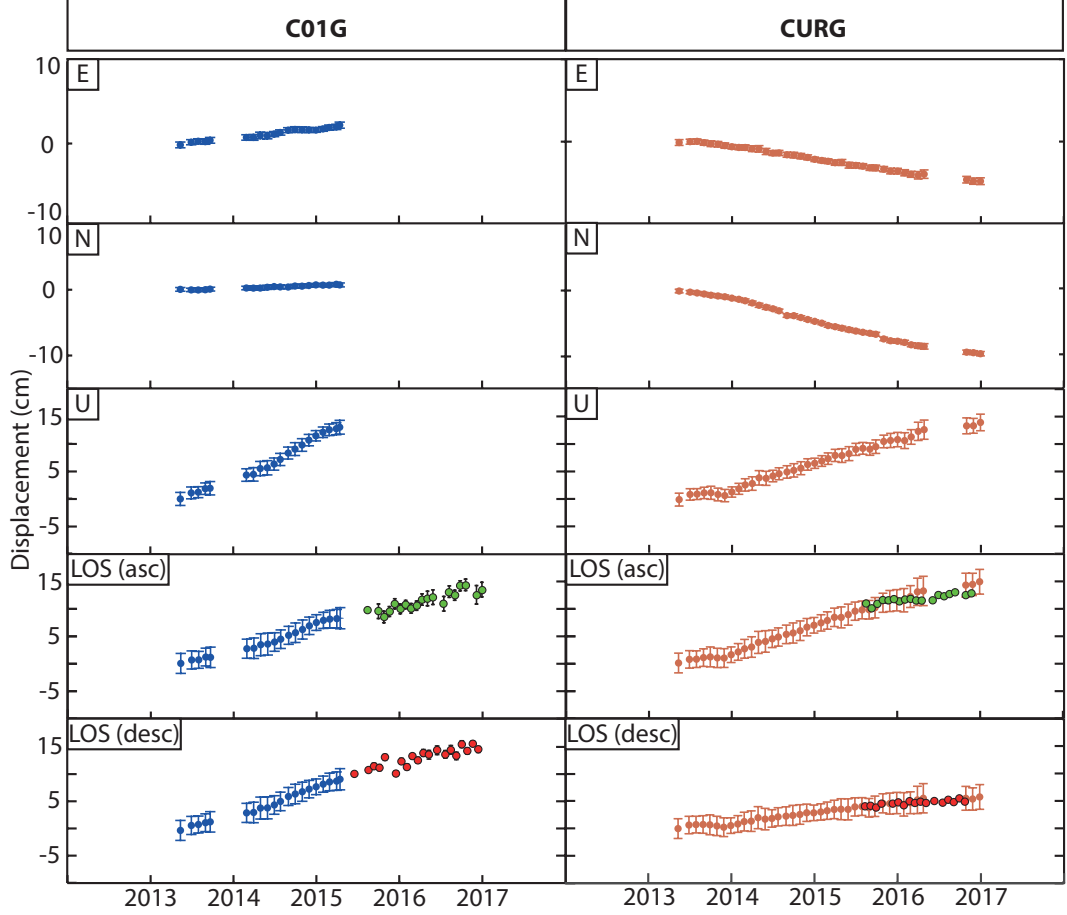 C01G CURG
10 E E
0
-10
10 N N
0
-10
Displacement (cm)
U U
15
5
-5
LOS (asc) LOS (asc)
15
5
-5
LOS (desc) LOS (desc)
15
5
-5
2013 2014 2015 2016 2017 2013 2014 2015 2016 2017